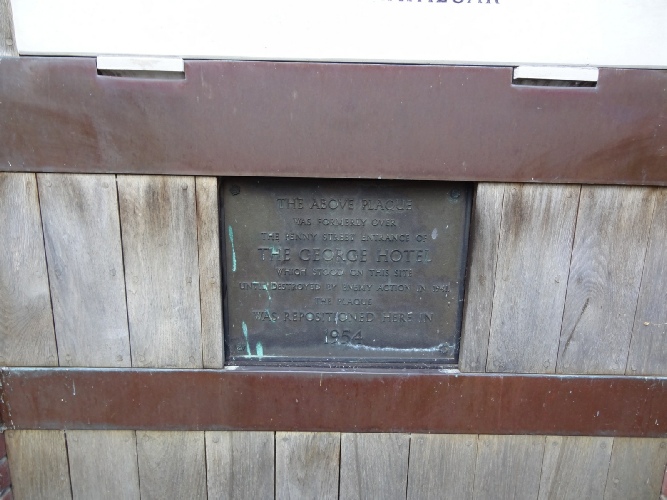 THE ABOVE PLAQUE
WAS FORMERLY OVER
THE PENNY STREET ENTRANCE OF
THE GEORGE HOTEL
WHICH STOOD ON THIS SITE
UNTIL DESTROYED BY ENEMY ACTION IN 1941
THE PLAQUE
WAS REPOSITIONED HERE IN
1954